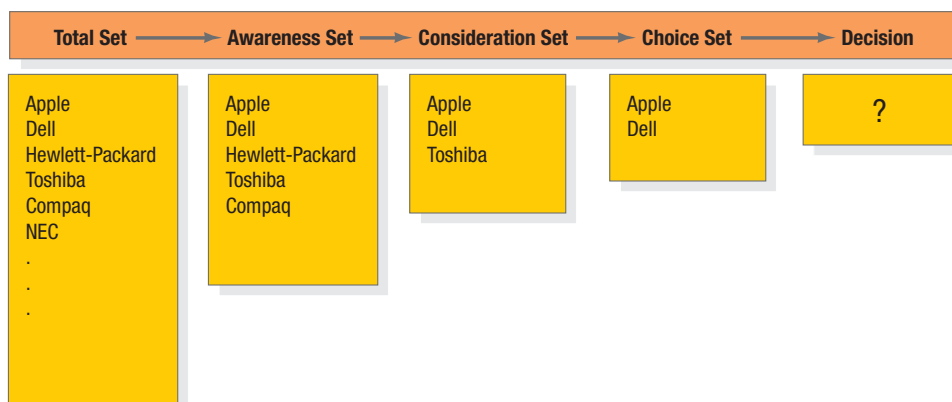 Total Set Awareness Set Consideration Set Choice Set Decision
Apple
Dell
Hewlett-Packard
Toshiba
Compaq
NEC
.
.
.
Apple
Dell
Hewlett-Packard
Toshiba
Compaq
Apple
Dell
Toshiba
Apple
Dell
?